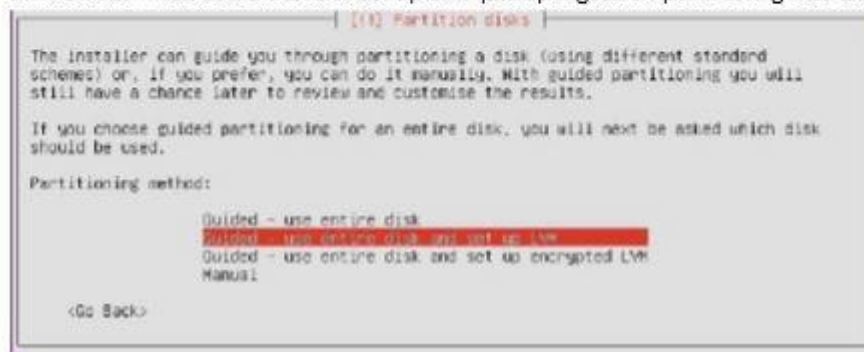 [!!] Partition disks
The installer can guide you through partitioning a disk (using different standard
schemes) or, if you prefer, you can do it manually. With guided partitioning you will
still have a chance later to review and customise the results.
If you choose guided partitioning for an entire disk, you will next be asked which disk
should be used.
Partitioning method:
Guided - use entire disk
Guided - use entire disk and set up LVM
Guided - use entire disk and set up encrypted LVM
Manual
<Go Back>